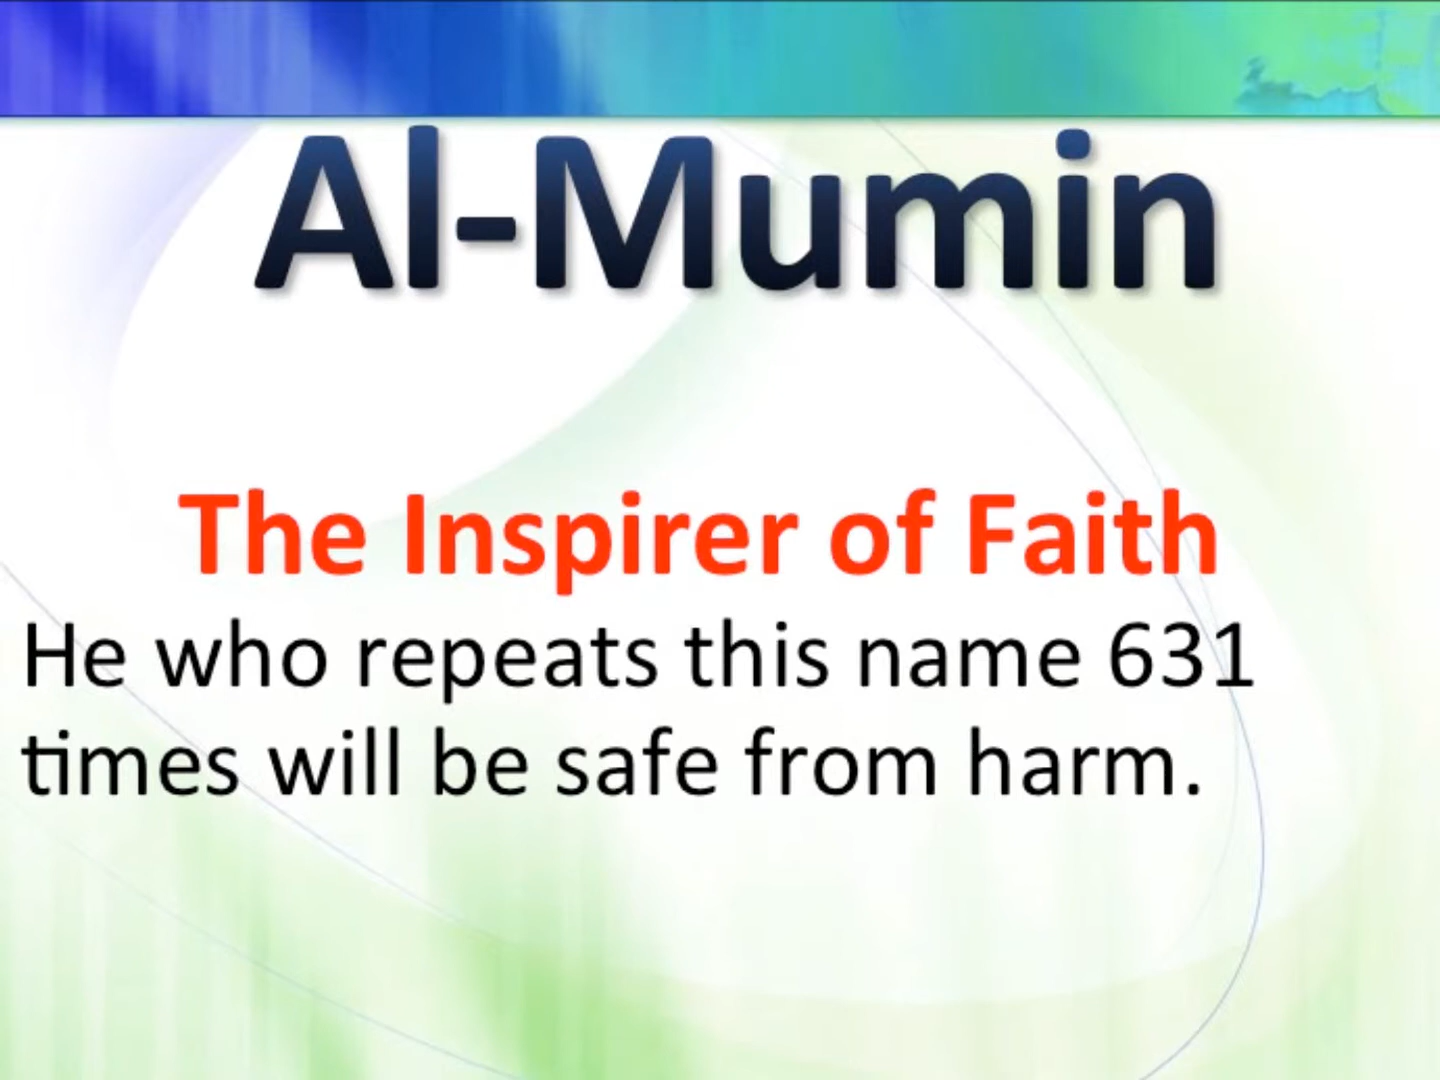 Al-Mumin
The Inspirer of Faith
He who repeats this name 631
times will be safe from harm.